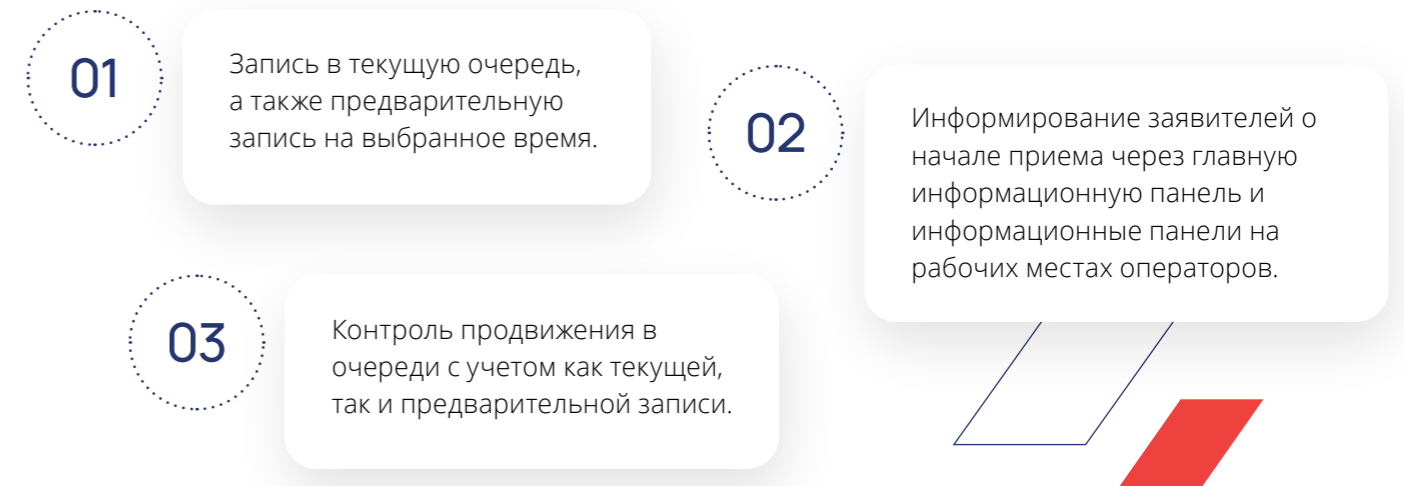 01
Запись в текущую очередь,
а также предварительную
запись на выбранное время.
02
Информирование заявителей о
начале приема через главную
информационную панель и
информационные панели на
рабочих местах операторов.
03
Контроль продвижения в
очереди с учетом как текущей,
так и предварительной записи.